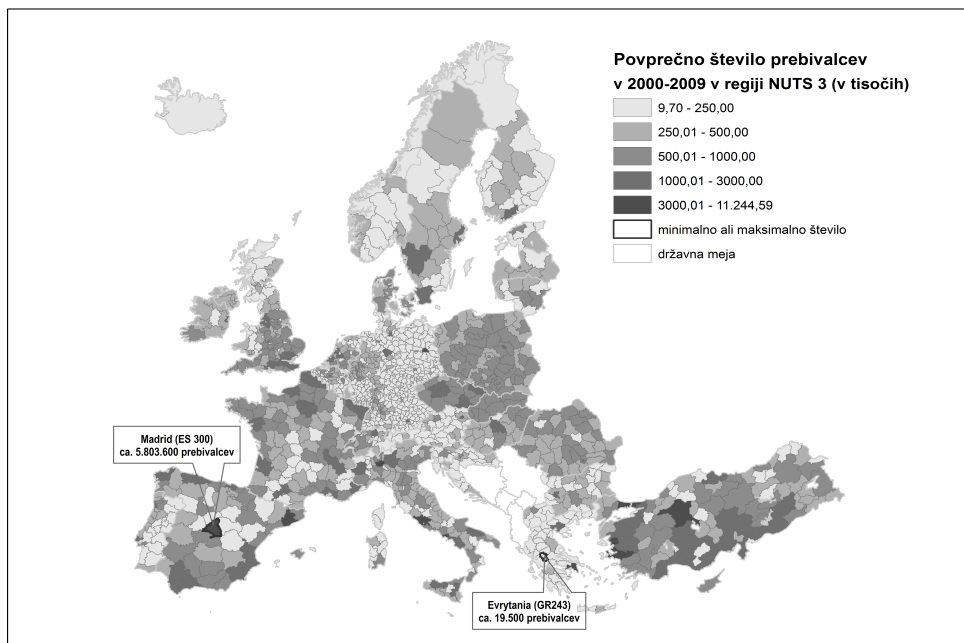 Povprečno število prebivalcev
v 2000-2009 v regiji NUTS 3 (v tisočih)
9,70 - 250,00
250,01 - 500,00
500,01 - 1000,00
1000,01 - 3000,00
3000,01 - 11.244,59
minimalno ali maksimalno število
državna meja
Madrid (ES 300)
ca. 5.803.600 prebivalcev
Evrytania (GR243)
ca. 19.500 prebivalcev